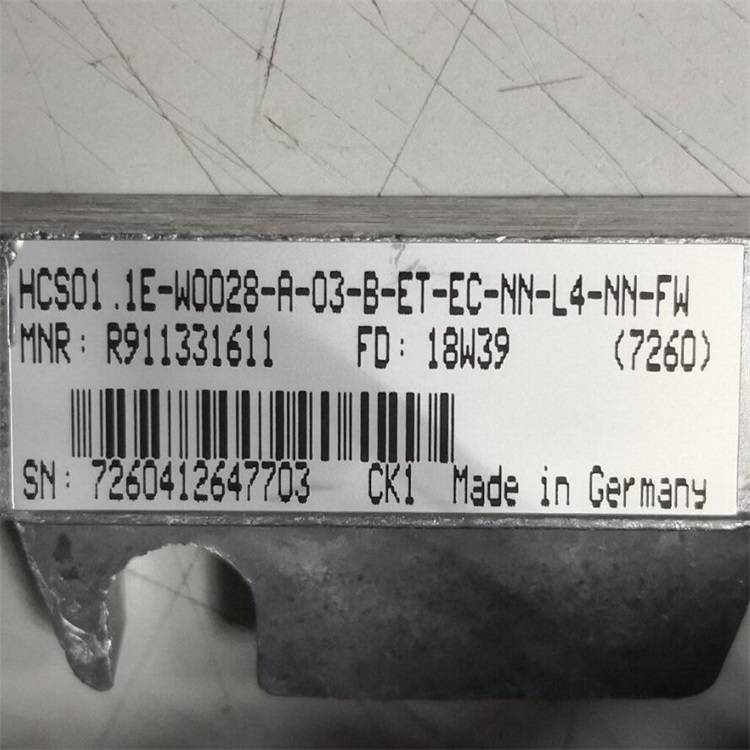 HCS01.1E-W0028-A-03-B-ET-EC-NN-L4-NN-FW
MNR: R911331611 FD: 18W39 (7260)
SN: 7260412647703 CK1 Made in Germany